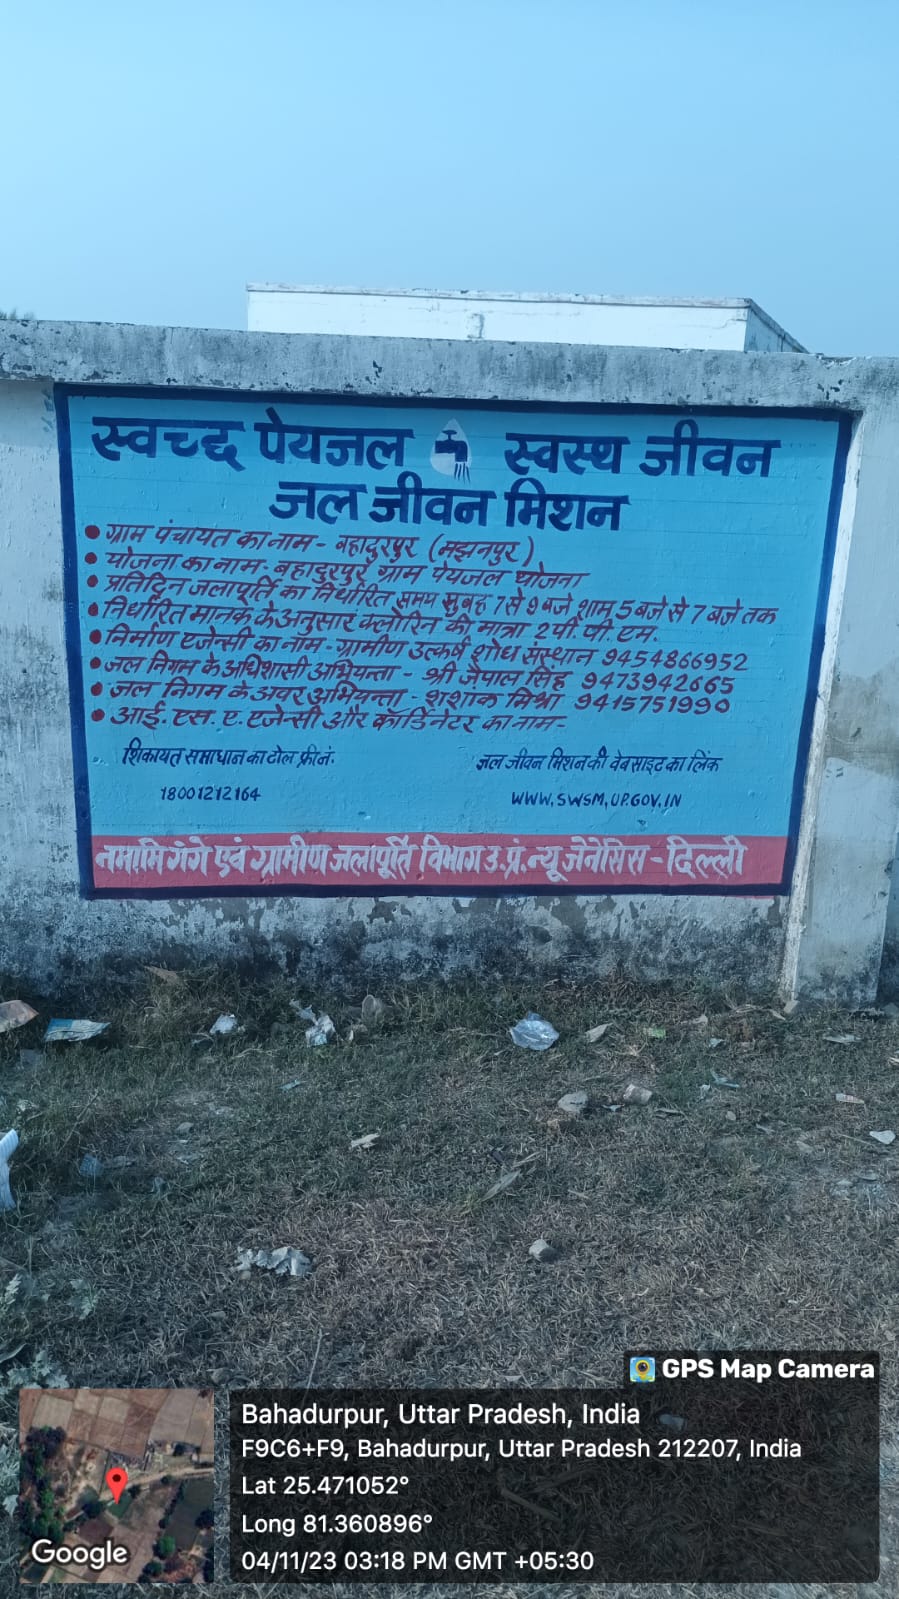 स्वच्छ पेयजल स्वस्थ जीवन
जल जीवन मिशन
• ग्राम पंचायत का नाम - बहादुरपुर (मझनपुर)
• योजना का नाम - बहादुरपुर ग्राम पेयजल योजना
• प्रतिदिन जलापूर्ति का निर्धारित समय सुबह 7 से 9 बजे शाम 5 बजे से 7 बजे तक
• निर्धारित मानक के अनुसार क्लोरिन की मात्रा 2 पी. पी. एम.
• निर्माण एजेन्सी का नाम - ग्रामीण उत्कर्ष शोध संस्थान 9454866952
• जल निगम के अधिशासी अभियन्ता - श्री जैपाल सिंह 9473942665
• जल निगम के अवर अभियन्ता - शशांक मिश्रा 9415751990
• आई. एस. ए. एजेन्सी और क्रार्डिनेटर का नाम-
शिकायत समाधान का टोल फ्री नं. जल जीवन मिशन की वेबसाइट का लिंक
18001212164 WWW.SWSM,UP.GOV.IN
नमामि गंगे एवं ग्रामीण जलापूर्ति विभाग उ.प्रं. न्यू जेनेसिस - दिल्ली
GPS Map Camera
Bahadurpur, Uttar Pradesh, India
F9C6+F9, Bahadurpur, Uttar Pradesh 212207, India
Lat 25.471052°
Long 81.360896°
04/11/23 03:18 PM GMT +05:30
Google